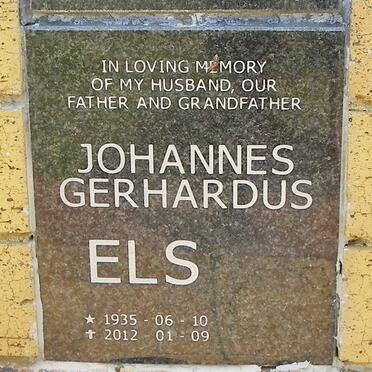 IN LOVING MEMORY
OF MY HUSBAND, OUR
FATHER AND GRANDFATHER
JOHANNES
GERHARDUS
ELS
★ 1935 - 06 - 10
✝ 2012 - 01 - 09